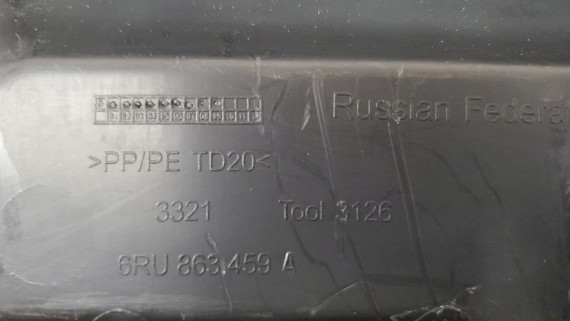 Russian Federa
>PP/PE TD20<
3321 Tool 3126
6RU 863 459 A